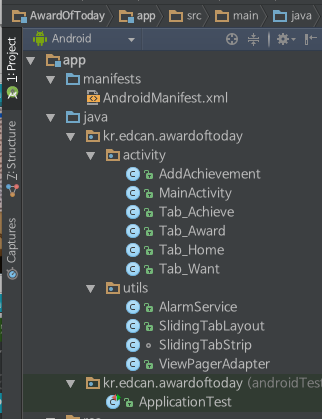 AwardOfToday app src main java
Android
1: Project
app
manifests
AndroidManifest.xml
java
kr.edcan.awardoftoday
activity
AddAchievement
MainActivity
Tab_Achieve
Tab_Award
Tab_Home
Tab_Want
utils
AlarmService
SlidingTabLayout
SlidingTabStrip
ViewPagerAdapter
kr.edcan.awardoftoday (androidTest
ApplicationTest
7: Structure
Captures